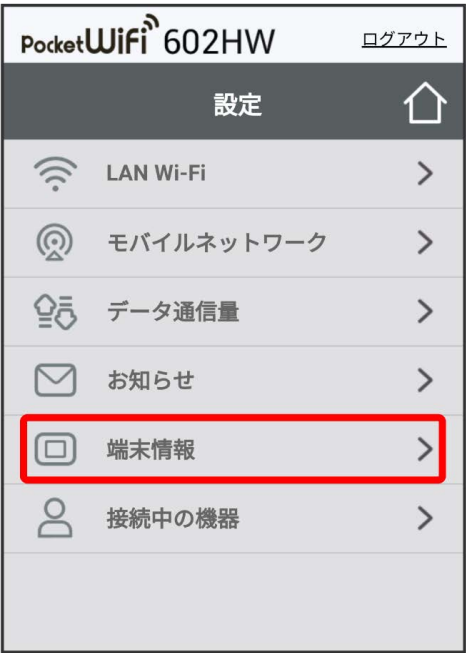 PocketWiFi 602HW ログアウト
設定
LAN Wi-Fi
モバイルネットワーク
データ通信量
お知らせ
端末情報
接続中の機器